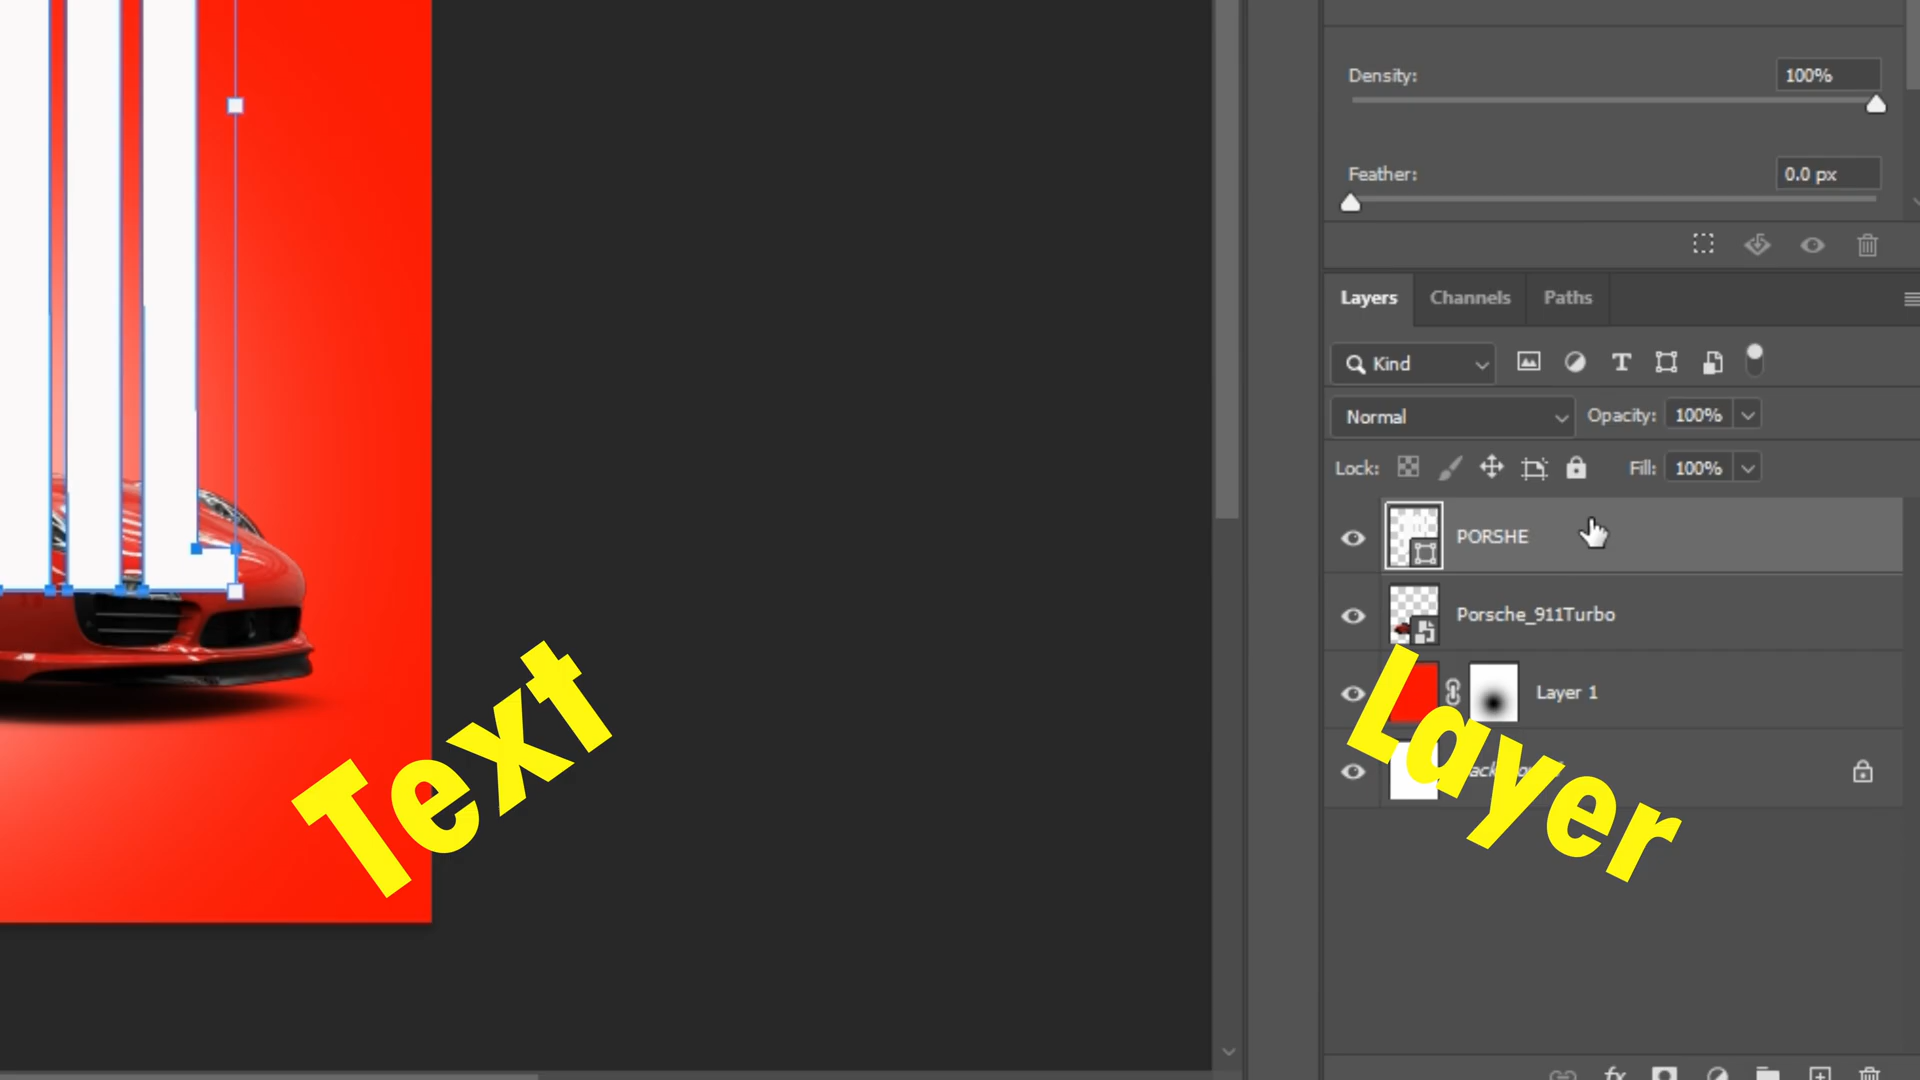 Density:
100%
Feather:
0.0 px
Layers Channels Paths
Kind T
Normal Opacity: 100%
Lock: Fill: 100%
PORSHE
Porsche_911Turbo
Layer 1
Text
Layer
fx